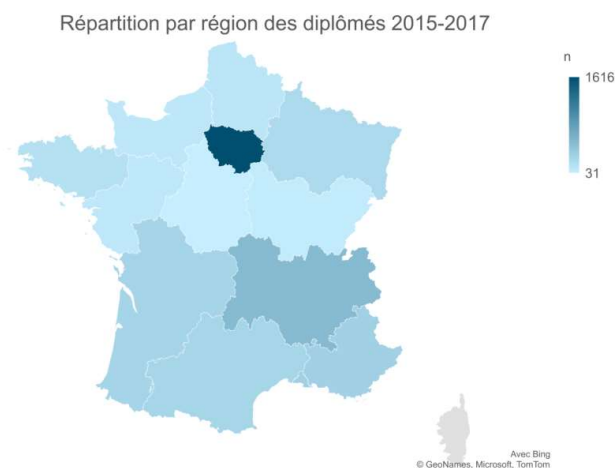 Répartition par région des diplômés 2015-2017
n
1616
31
Avec Bing
© GeoNames, Microsoft, TomTom